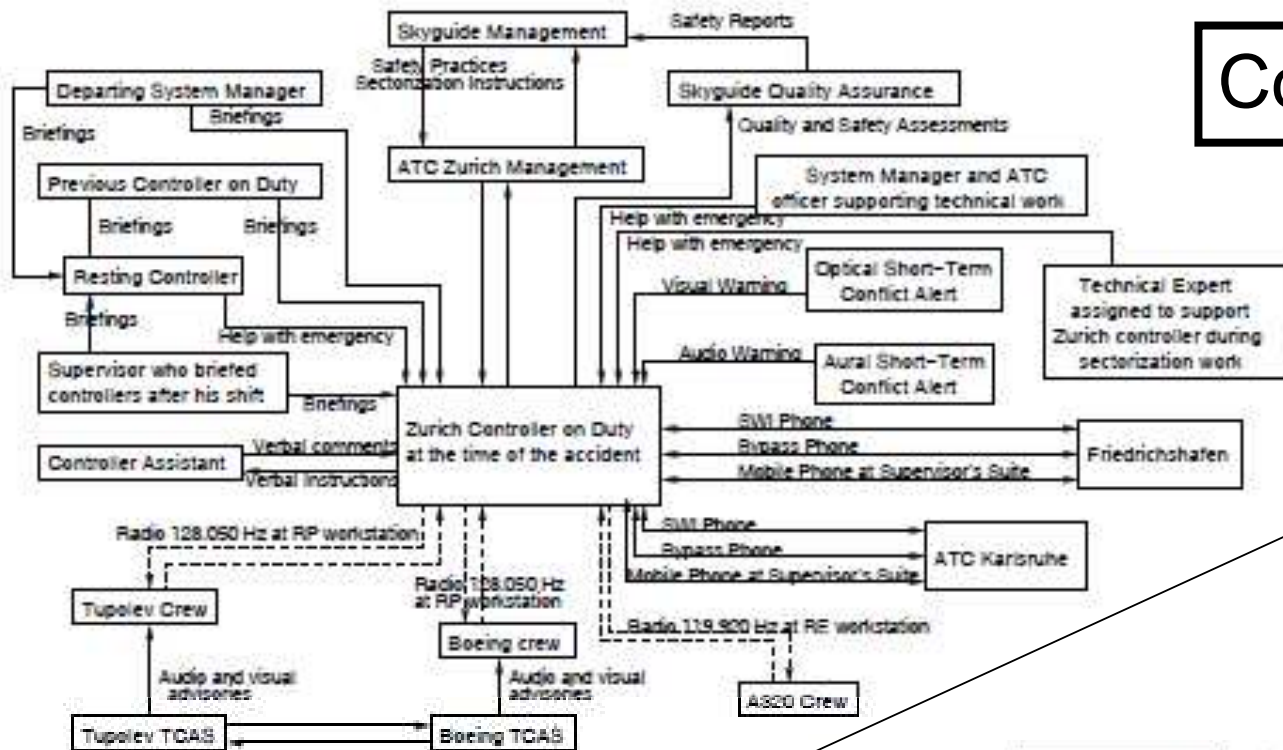 Skyguide Management
Safety Reports
Co
Safety Practices
Sectorization Instructions
Departing System Manager
Skyguide Quality Assurance
Briefings
Briefings
Quality and Safety Assessments
ATC Zurich Management
System Manager and ATC
officer supporting technical work
Previous Controller on Duty
Help with emergency
Briefings
Briefings
Help with emergency
Resting Controller
Optical Short-Term
Conflict Alert
Visual Warning
Technical Expert
assigned to support
Zurich controller during
sectorization work
Briefings
Help with emergency
Audio Warning
Aural Short-Term
Conflict Alert
Supervisor who briefed
controllers after his shift
Briefings
Zurich Controller on Duty
at the time of the accident
SWI Phone
Bypass Phone
Mobile Phone at Supervisor's Suite
Friedrichshafen
Controller Assistant
Verbal comments
Verbal Instructions
Radio 128.050 Hz at RP workstation
SWI Phone
Bypass Phone
Mobile Phone at Supervisor's Suite
ATC Karlsruhe
Radio 128.050 Hz
at RP workstation
Tupolev Crew
Boeing crew
Radio 119.920 Hz at RE workstation
Audio and visual
advisories
Audio and visual
advisories
A320 Crew
Tupolev TCAS
Boeing TCAS